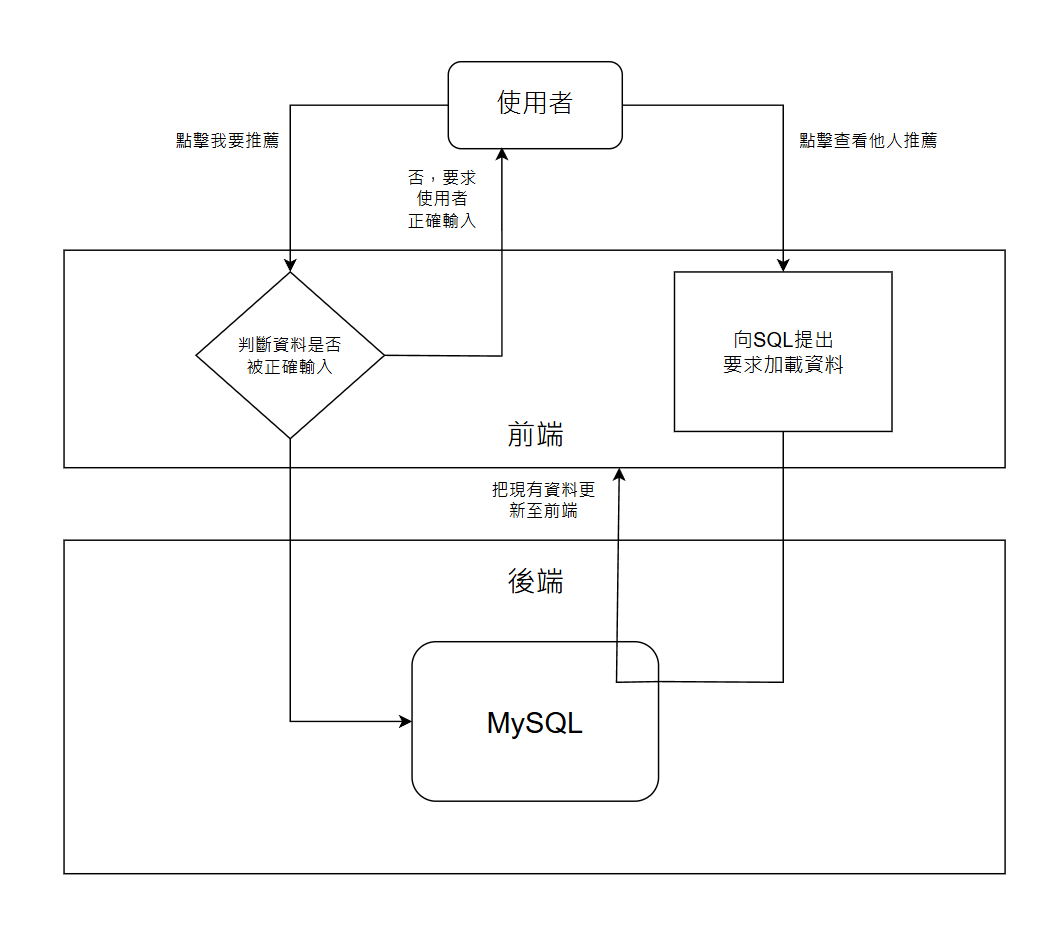 使用者
點擊我要推薦
點擊查看他人推薦
否，要求
使用者
正確輸入
判斷資料是否
被正確輸入
向SQL提出
要求加載資料
前端
把現有資料更
新至前端
後端
MySQL